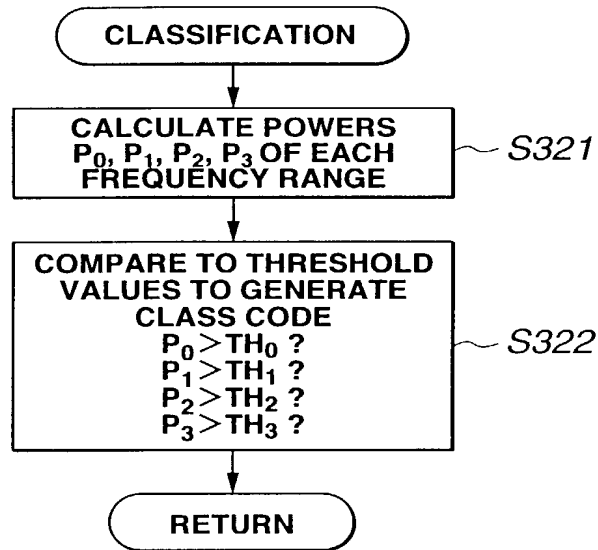 CLASSIFICATION
CALCULATE POWERS
P₀, P₁, P₂, P₃ OF EACH
FREQUENCY RANGE
S321
COMPARE TO THRESHOLD
VALUES TO GENERATE
CLASS CODE
P₀>TH₀ ?
P₁>TH₁ ?
P₂>TH₂ ?
P₃>TH₃ ?
S322
RETURN